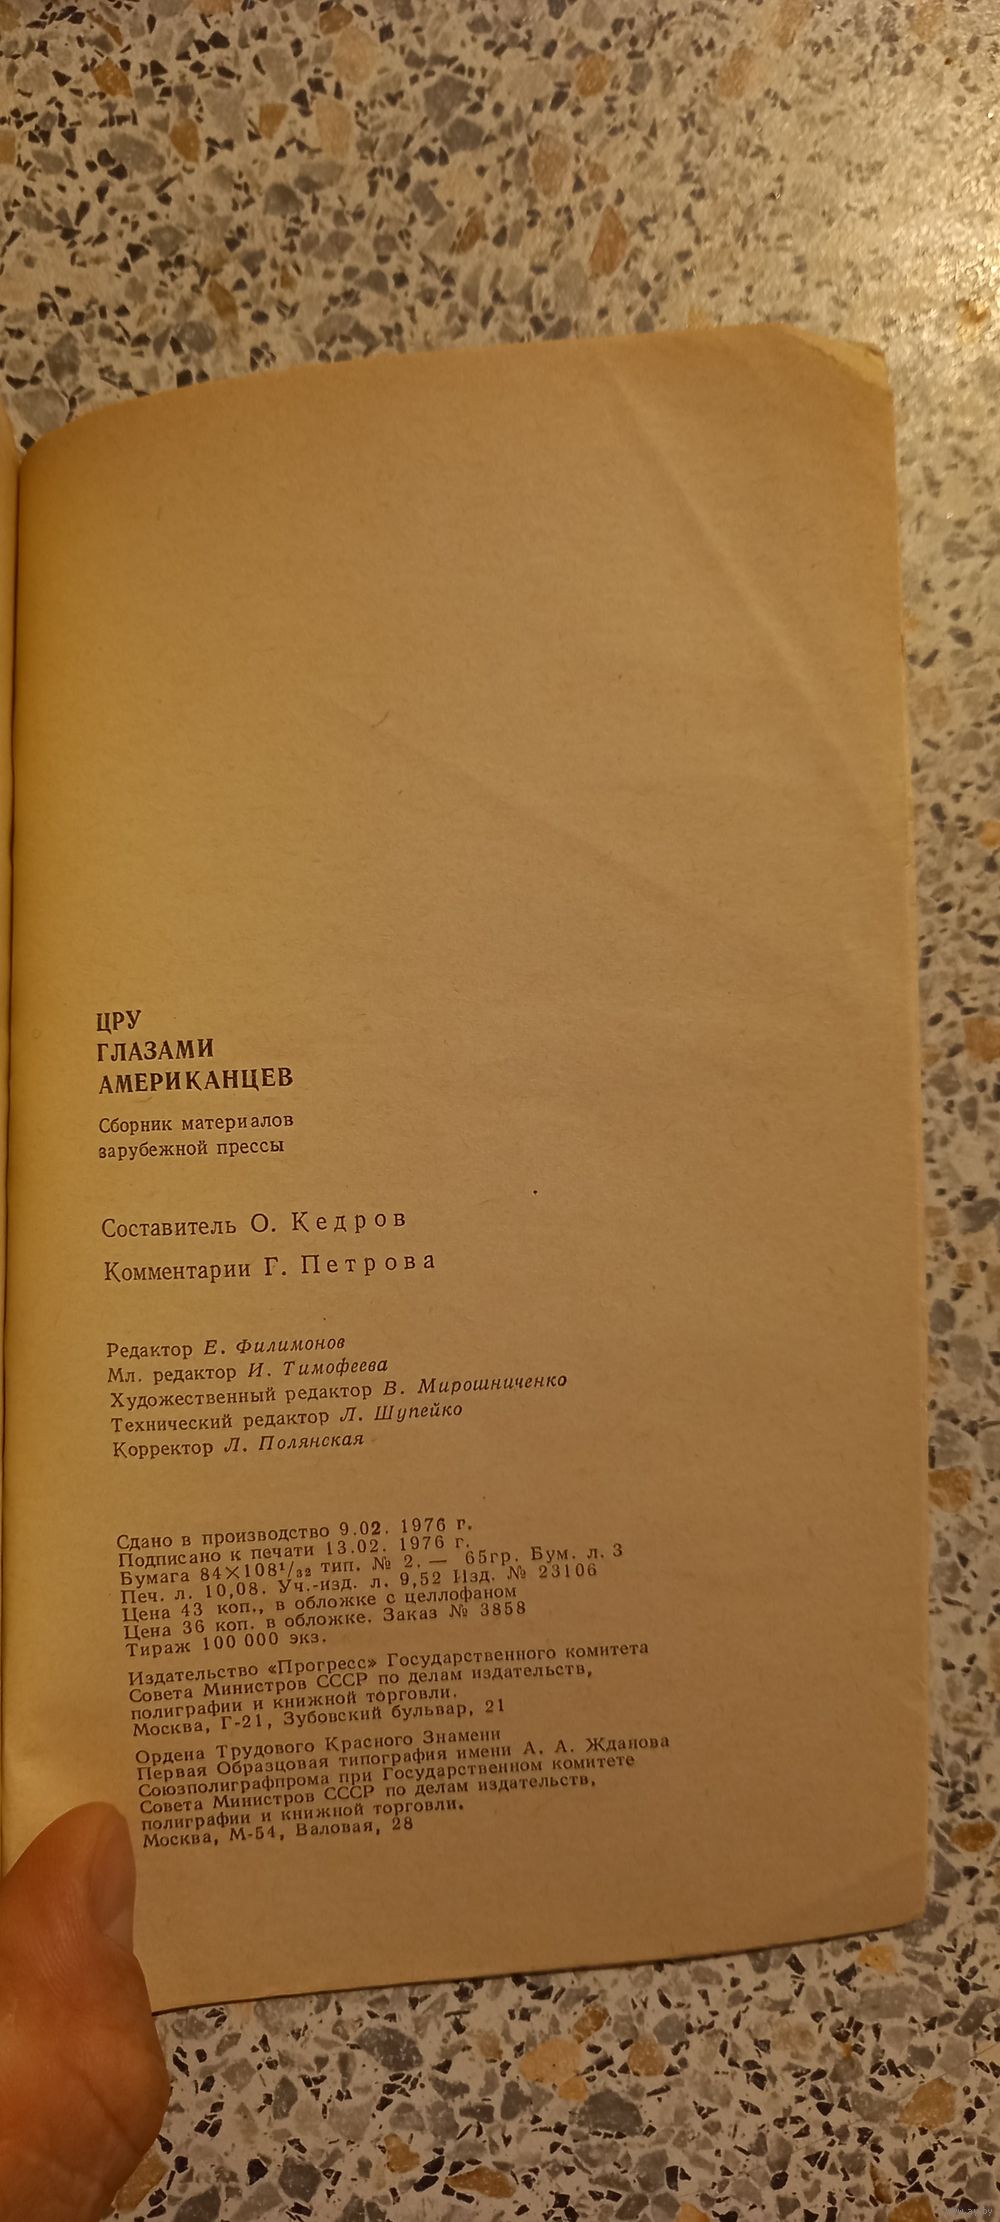 ЦРУ
ГЛАЗАМИ
АМЕРИКАНЦЕВ
Сборник материалов
зарубежной прессы
Составитель О. Кедров
Комментарии Г. Петрова
Редактор Е. Филимонов
Мл. редактор И. Тимофеева
Художественный редактор В. Мирошниченко
Технический редактор Л. Шупейко
Корректор Л. Полянская
Сдано в производство 9.02. 1976 г.
Подписано к печати 13.02. 1976 г.
Бумага 84×108¹/₃₂ тип. № 2. — 65гр. Бум. л. 3
Печ. л. 10,08. Уч.-изд. л. 9,52 Изд. № 23106
Цена 43 коп., в обложке с целлофаном
Цена 36 коп. в обложке. Заказ № 3858
Тираж 100 000 экз.
Издательство «Прогресс» Государственного комитета
Совета Министров СССР по делам издательств,
полиграфии и книжной торговли.
Москва, Г-21, Зубовский бульвар, 21
Ордена Трудового Красного Знамени
Первая Образцовая типография имени А. А. Жданова
Союзполиграфпрома при Государственном комитете
Совета Министров СССР по делам издательств,
полиграфии и книжной торговли.
Москва, М-54, Валовая, 28